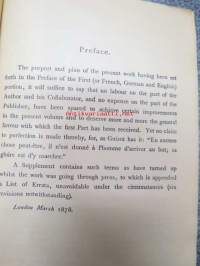 Preface.
The purport and plan of the present work having been set
forth in the Preface of the First (or French, German and English)
portion, it will suffice to say that no labour on the part of the
Author and his Collaborator, and no expense on the part of the
Publisher, have been spared to achieve certain improvements
in the present volume and to deserve more and more the general
favour with which the first Part has been received. Yet no claim
to perfection is made thereby, for, as Guizot has it: "En aucune
chose peut-être, il n'est donné à l'homme d'arriver au but; sa
gloire est d'y marcher."
A Supplement contains such terms as have turned up
whilst the work was going through press, to which is appended
a List of Errata, unavoidable under the circumstances (six
revisions notwithstanding).
London March 1878.